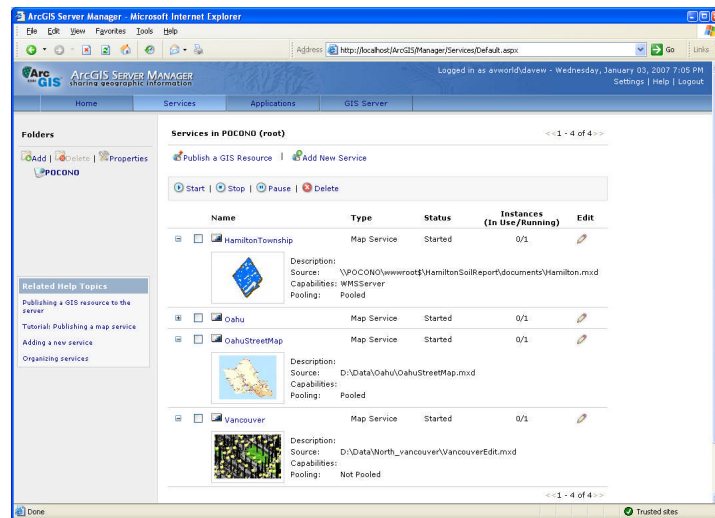 ArcGIS Server Manager - Microsoft Internet Explorer
File Edit View Favorites Tools Help
Address http://localhost/ArcGIS/Manager/Services/Default.aspx Go Links
ArcGIS ArcGIS Server Manager
sharing geographic information
Logged in as avworld\davew - Wednesday, January 03, 2007 7:05 PM
Settings | Help | Logout
Home Services Applications GIS Server
Folders
Add | Delete | Properties
POCONO
Related Help Topics
Publishing a GIS resource to the server
Tutorial: Publishing a map service
Adding a new service
Organizing services
Services in POCONO (root) <<1 - 4 of 4>>
Publish a GIS Resource | Add New Service
Start | Stop | Pause | Delete
Name Type Status Instances (In Use/Running) Edit
HamiltonTownship Map Service Started 0/1
Description:
Source: \\POCONO\wwwroot$\HamiltonSoilReport\documents\Hamilton.mxd
Capabilities: WMSServer
Pooling: Pooled
Oahu Map Service Started 0/1
OahuStreetMap Map Service Started 0/1
Description:
Source: D:\Data\Oahu\OahuStreetMap.mxd
Capabilities:
Pooling: Pooled
Vancouver Map Service Started 0/1
Description:
Source: D:\Data\North_vancouver\VancouverEdit.mxd
Capabilities:
Pooling: Not Pooled
<<1 - 4 of 4>>
Done Trusted sites